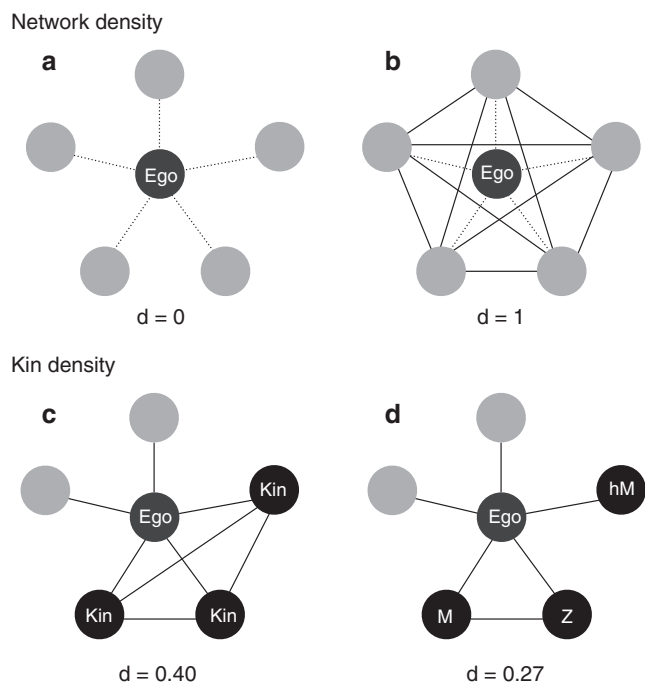 Network density
a
b
Ego
Ego
d = 0
d = 1
Kin density
c
d
Kin
hM
Ego
Ego
Kin
Kin
M
Z
d = 0.40
d = 0.27